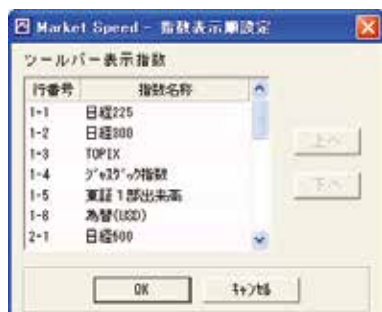 Market Speed - 指数表示順設定
ツールバー表示指数
行番号 指数名称
1-1 日経225
1-2 日経300
1-3 TOPIX
1-4 ｼﾞｬｽﾀﾞｯｸ指数
1-5 東証１部出来高
1-6 為替(USD)
2-1 日経500
上へ
下へ
OK ｷｬﾝｾﾙ